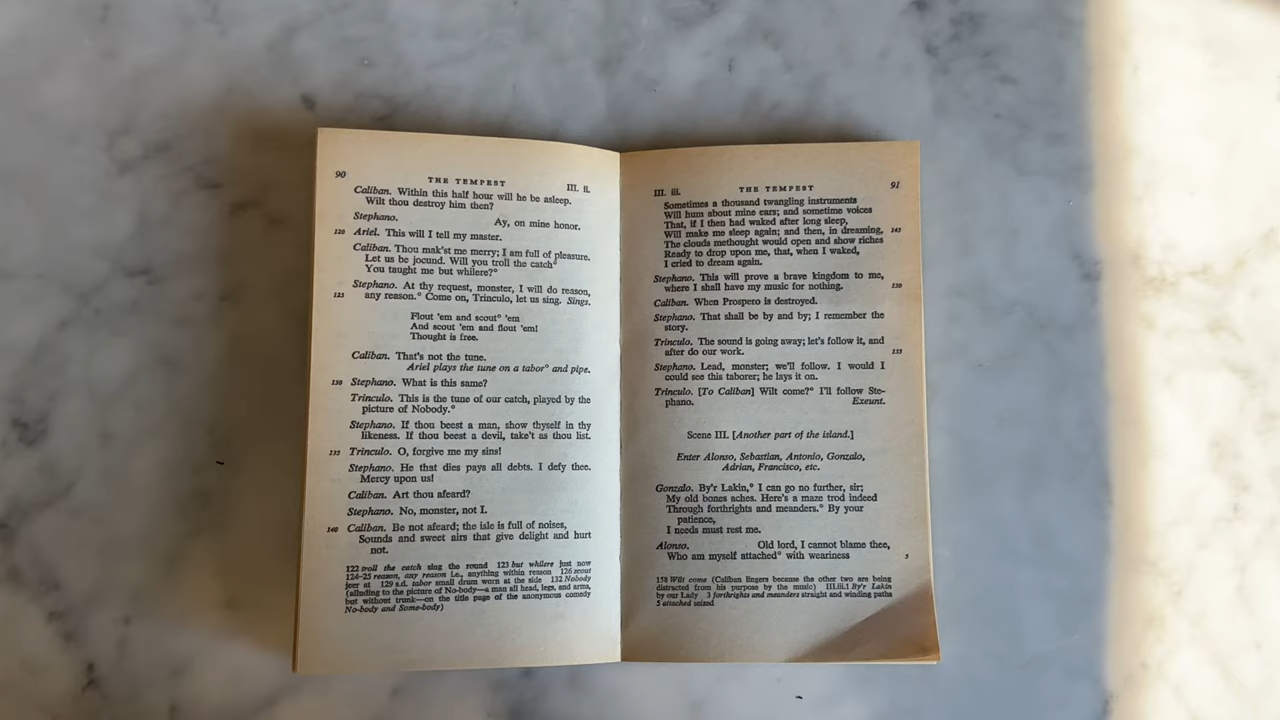 90
THE TEMPEST
III. ii.
Caliban. Within this half hour will he be asleep.
Wilt thou destroy him then?
Stephano. Ay, on mine honor.
120 Ariel. This will I tell my master.
Caliban. Thou mak'st me merry; I am full of pleasure.
Let us be jocund. Will you troll the catch°
You taught me but whilere?°
Stephano. At thy request, monster, I will do reason,
125 any reason.° Come on, Trinculo, let us sing. Sings.
Flout 'em and scout° 'em
And scout 'em and flout 'em!
Thought is free.
Caliban. That's not the tune.
Ariel plays the tune on a tabor° and pipe.
130 Stephano. What is this same?
Trinculo. This is the tune of our catch, played by the
picture of Nobody.°
Stephano. If thou beest a man, show thyself in thy
likeness. If thou beest a devil, take't as thou list.
135 Trinculo. O, forgive me my sins!
Stephano. He that dies pays all debts. I defy thee.
Mercy upon us!
Caliban. Art thou afeard?
Stephano. No, monster, not I.
140 Caliban. Be not afeard; the isle is full of noises,
Sounds and sweet airs that give delight and hurt
not.
122 troll the catch sing the round 123 but whilere just now
124-25 reason, any reason i.e., anything within reason 126 scout
jeer at 129 s.d. tabor small drum worn at the side 132 Nobody
(alluding to the picture of No-body—a man all head, legs, and arms,
but without trunk—on the title page of the anonymous comedy
No-body and Some-body)
III. iii.
THE TEMPEST
91
Sometimes a thousand twangling instruments
Will hum about mine ears; and sometime voices
That, if I then had waked after long sleep,
Will make me sleep again; and then, in dreaming, 145
The clouds methought would open and show riches
Ready to drop upon me, that, when I waked,
I cried to dream again.
Stephano. This will prove a brave kingdom to me,
where I shall have my music for nothing. 150
Caliban. When Prospero is destroyed.
Stephano. That shall be by and by; I remember the
story.
Trinculo. The sound is going away; let's follow it, and
after do our work. 155
Stephano. Lead, monster; we'll follow. I would I
could see this taborer; he lays it on.
Trinculo. [To Caliban] Wilt come?° I'll follow Ste-
phano. Exeunt.
Scene III. [Another part of the island.]
Enter Alonso, Sebastian, Antonio, Gonzalo,
Adrian, Francisco, etc.
Gonzalo. By'r Lakin,° I can go no further, sir;
My old bones aches. Here's a maze trod indeed
Through forthrights and meanders.° By your
patience,
I needs must rest me.
Alonso. Old lord, I cannot blame thee,
Who am myself attached° with weariness 5
158 Wilt come (Caliban lingers because the other two are being
distracted from his purpose by the music) III.iii.1 By'r Lakin
by our Lady 3 forthrights and meanders straight and winding paths
5 attached seized